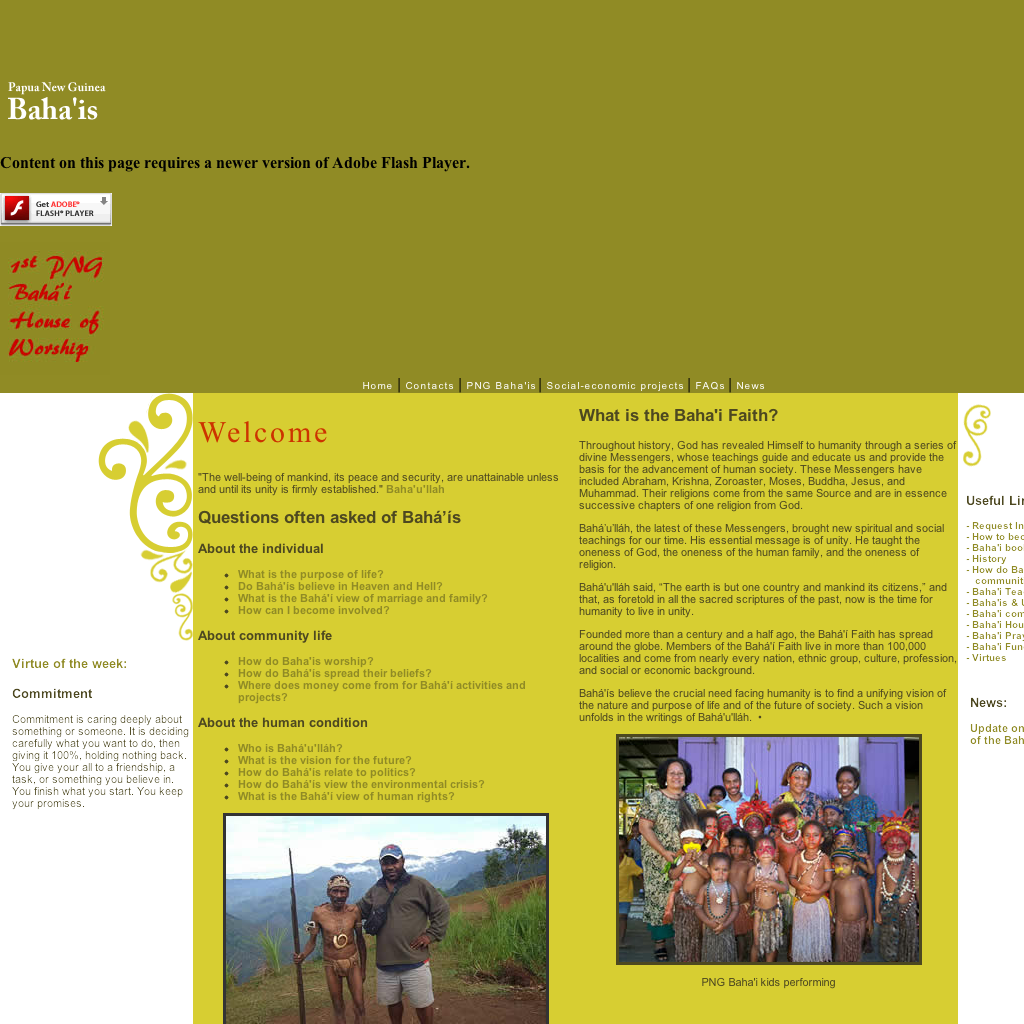 Papua New Guinea
Baha'is
Content on this page requires a newer version of Adobe Flash Player.
Get ADOBE®
FLASH® PLAYER
1st PNG
Bahá'í
House of
Worship
Home | Contacts | PNG Baha'is | Social-economic projects | FAQs | News
Welcome
"The well-being of mankind, its peace and security, are unattainable unless
and until its unity is firmly established." Baha'u'llah
Questions often asked of Bahá’ís
About the individual
What is the purpose of life?
Do Bahá'is believe in Heaven and Hell?
What is the Bahá'í view of marriage and family?
How can I become involved?
About community life
How do Baha'is worship?
How do Bahá'is spread their beliefs?
Where does money come from for Bahá'i activities and
projects?
About the human condition
Who is Bahá'u'lláh?
What is the vision for the future?
How do Bahá'is relate to politics?
How do Bahá'ís view the environmental crisis?
What is the Bahá'i view of human rights?
What is the Baha'i Faith?
Throughout history, God has revealed Himself to humanity through a series of
divine Messengers, whose teachings guide and educate us and provide the
basis for the advancement of human society. These Messengers have
included Abraham, Krishna, Zoroaster, Moses, Buddha, Jesus, and
Muhammad. Their religions come from the same Source and are in essence
successive chapters of one religion from God.
Bahá’u’lláh, the latest of these Messengers, brought new spiritual and social
teachings for our time. His essential message is of unity. He taught the
oneness of God, the oneness of the human family, and the oneness of
religion.
Bahá'u'lláh said, “The earth is but one country and mankind its citizens,” and
that, as foretold in all the sacred scriptures of the past, now is the time for
humanity to live in unity.
Founded more than a century and a half ago, the Bahá'í Faith has spread
around the globe. Members of the Bahá'í Faith live in more than 100,000
localities and come from nearly every nation, ethnic group, culture, profession,
and social or economic background.
Bahá'ís believe the crucial need facing humanity is to find a unifying vision of
the nature and purpose of life and of the future of society. Such a vision
unfolds in the writings of Bahá'u'lláh. •
PNG Baha'i kids performing
Virtue of the week:
Commitment
Commitment is caring deeply about
something or someone. It is deciding
carefully what you want to do, then
giving it 100%, holding nothing back.
You give your all to a friendship, a
task, or something you believe in.
You finish what you start. You keep
your promises.
Useful Li
- Request In
- How to bec
- Baha'i boo
- History
- How do Ba
communit
- Baha'i Tea
- Baha'is & U
- Baha'i com
- Baha'i Hou
- Baha'i Pray
- Baha'i Fun
- Virtues
News:
Update on
of the Bah